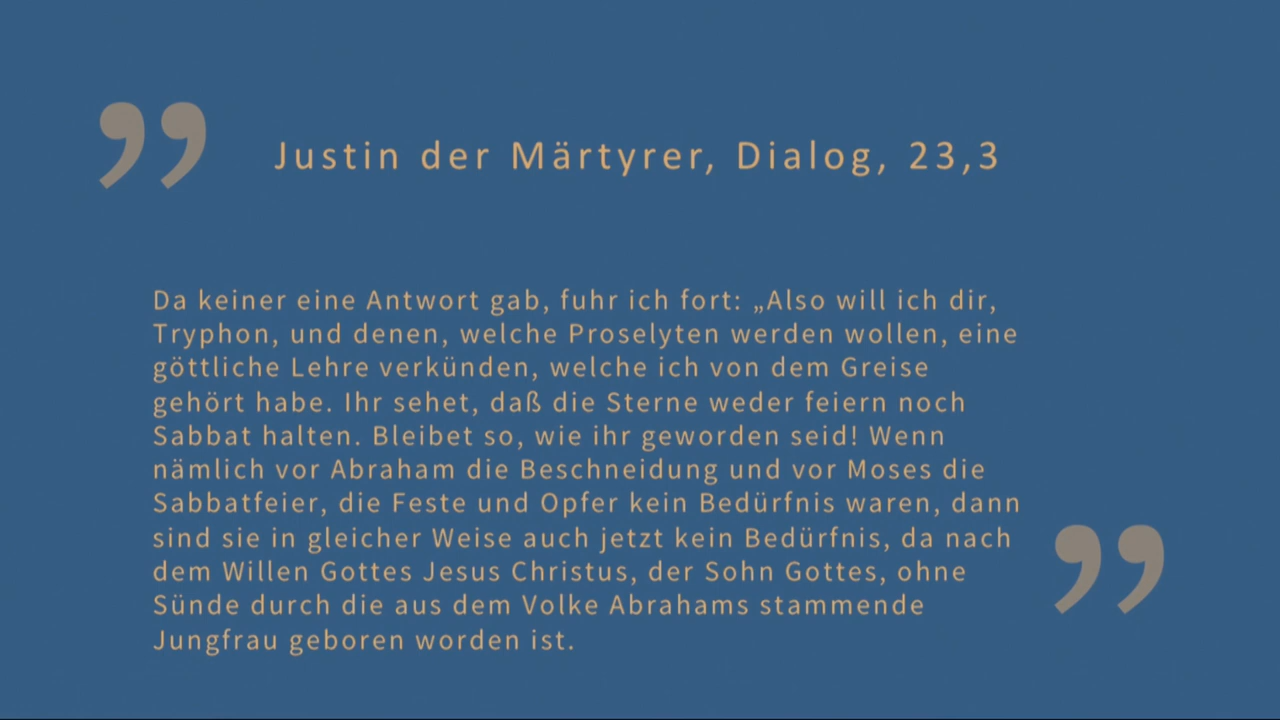 Justin der Märtyrer, Dialog, 23,3
Da keiner eine Antwort gab, fuhr ich fort: „Also will ich dir,
Tryphon, und denen, welche Proselyten werden wollen, eine
göttliche Lehre verkünden, welche ich von dem Greise
gehört habe. Ihr sehet, daß die Sterne weder feiern noch
Sabbat halten. Bleibet so, wie ihr geworden seid! Wenn
nämlich vor Abraham die Beschneidung und vor Moses die
Sabbatfeier, die Feste und Opfer kein Bedürfnis waren, dann
sind sie in gleicher Weise auch jetzt kein Bedürfnis, da nach
dem Willen Gottes Jesus Christus, der Sohn Gottes, ohne
Sünde durch die aus dem Volke Abrahams stammende
Jungfrau geboren worden ist.